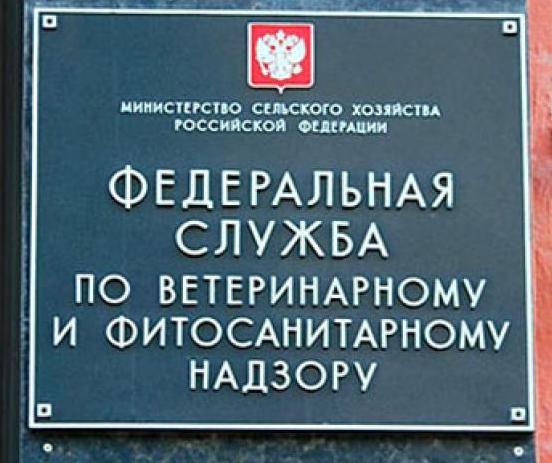 МИНИСТЕРСТВО СЕЛЬСКОГО ХОЗЯЙСТВА
РОССИЙСКОЙ ФЕДЕРАЦИИ
ФЕДЕРАЛЬНАЯ
СЛУЖБА
ПО ВЕТЕРИНАРНОМУ
И ФИТОСАНИТАРНОМУ
НАДЗОРУ